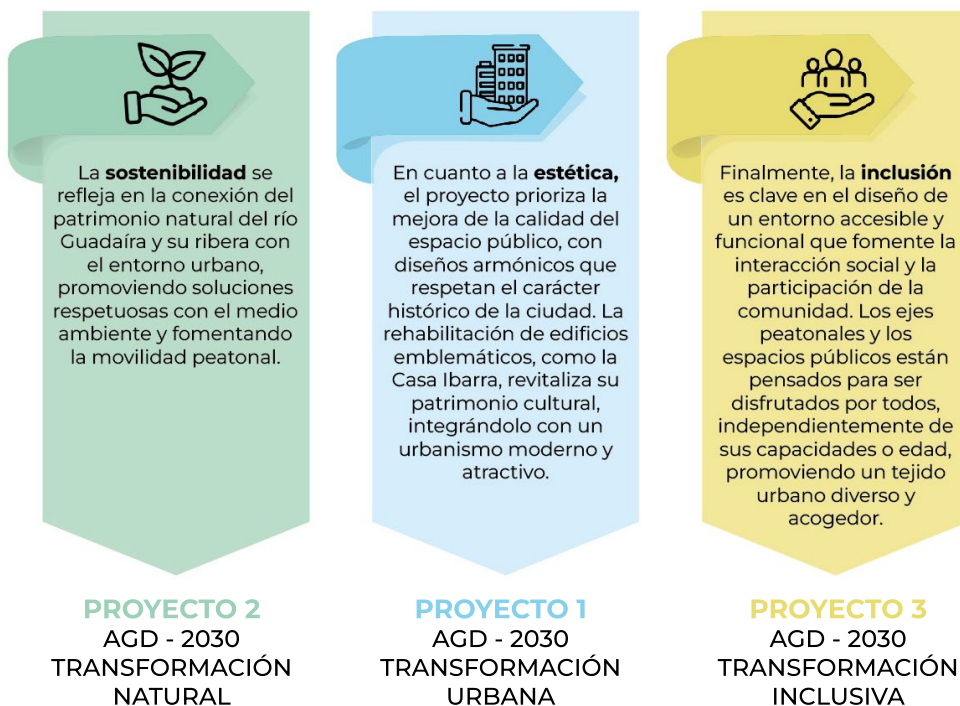 La sostenibilidad se
refleja en la conexión del
patrimonio natural del río
Guadaíra y su ribera con
el entorno urbano,
promoviendo soluciones
respetuosas con el medio
ambiente y fomentando
la movilidad peatonal.
PROYECTO 2
AGD - 2030
TRANSFORMACIÓN
NATURAL
En cuanto a la estética,
el proyecto prioriza la
mejora de la calidad del
espacio público, con
diseños armónicos que
respetan el carácter
histórico de la ciudad. La
rehabilitación de edificios
emblemáticos, como la
Casa Ibarra, revitaliza su
patrimonio cultural,
integrándolo con un
urbanismo moderno y
atractivo.
PROYECTO 1
AGD - 2030
TRANSFORMACIÓN
URBANA
Finalmente, la inclusión
es clave en el diseño de
un entorno accesible y
funcional que fomente la
interacción social y la
participación de la
comunidad. Los ejes
peatonales y los
espacios públicos están
pensados para ser
disfrutados por todos,
independientemente de
sus capacidades o edad,
promoviendo un tejido
urbano diverso y
acogedor.
PROYECTO 3
AGD - 2030
TRANSFORMACIÓN
INCLUSIVA